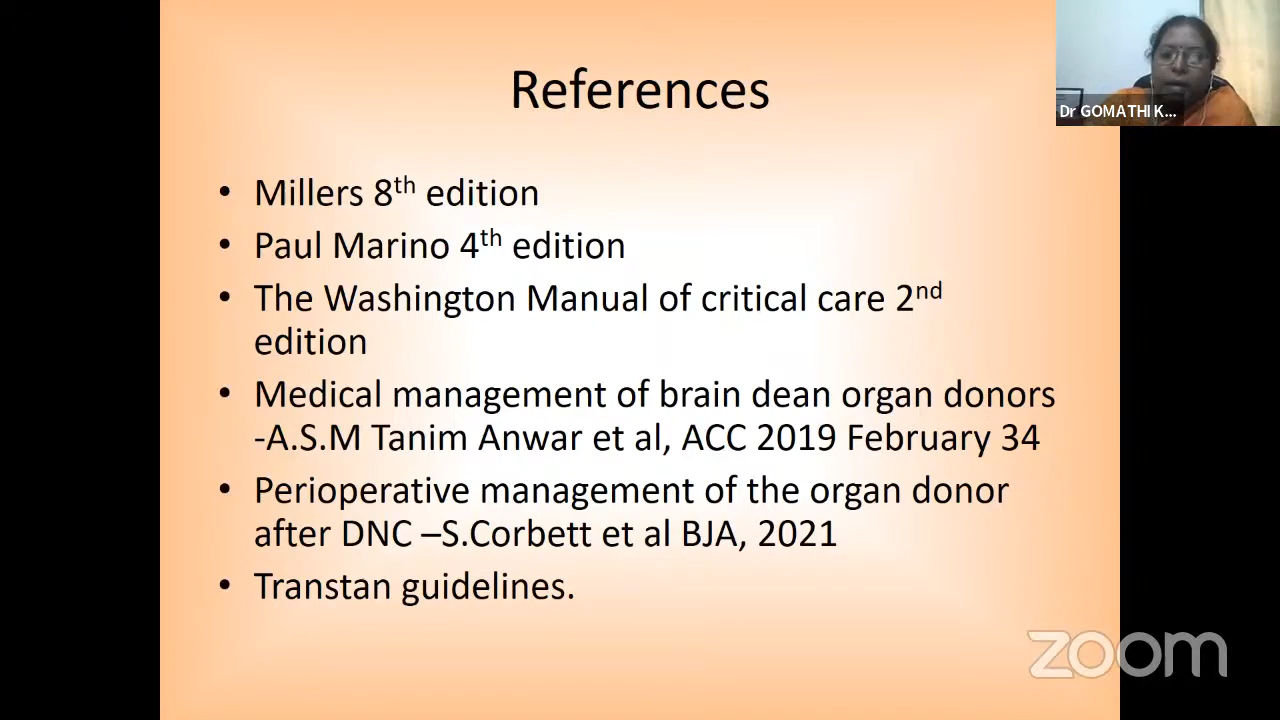 References
Dr GOMATHI K...
• Millers 8th edition
• Paul Marino 4th edition
• The Washington Manual of critical care 2nd
edition
• Medical management of brain dean organ donors
-A.S.M Tanim Anwar et al, ACC 2019 February 34
• Perioperative management of the organ donor
after DNC –S.Corbett et al BJA, 2021
• Transtan guidelines.
zoom